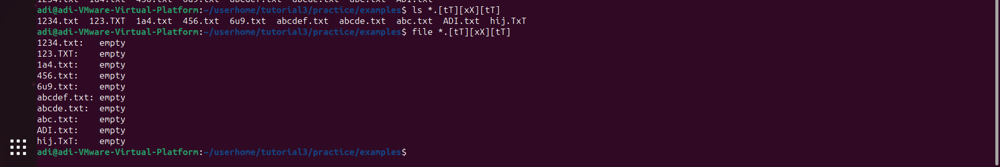 adi@adi-VMware-Virtual-Platform:~/userhome/tutorial3/practice/examples$ ls *.[tT][xX][tT]
1234.txt  123.TXT  1a4.txt  456.txt  6u9.txt  abcdef.txt  abcde.txt  abc.txt  ADI.txt  hij.TxT
adi@adi-VMware-Virtual-Platform:~/userhome/tutorial3/practice/examples$ file *.[tT][xX][tT]
1234.txt:   empty
123.TXT:    empty
1a4.txt:    empty
456.txt:    empty
6u9.txt:    empty
abcdef.txt: empty
abcde.txt:  empty
abc.txt:    empty
ADI.txt:    empty
hij.TxT:    empty
adi@adi-VMware-Virtual-Platform:~/userhome/tutorial3/practice/examples$